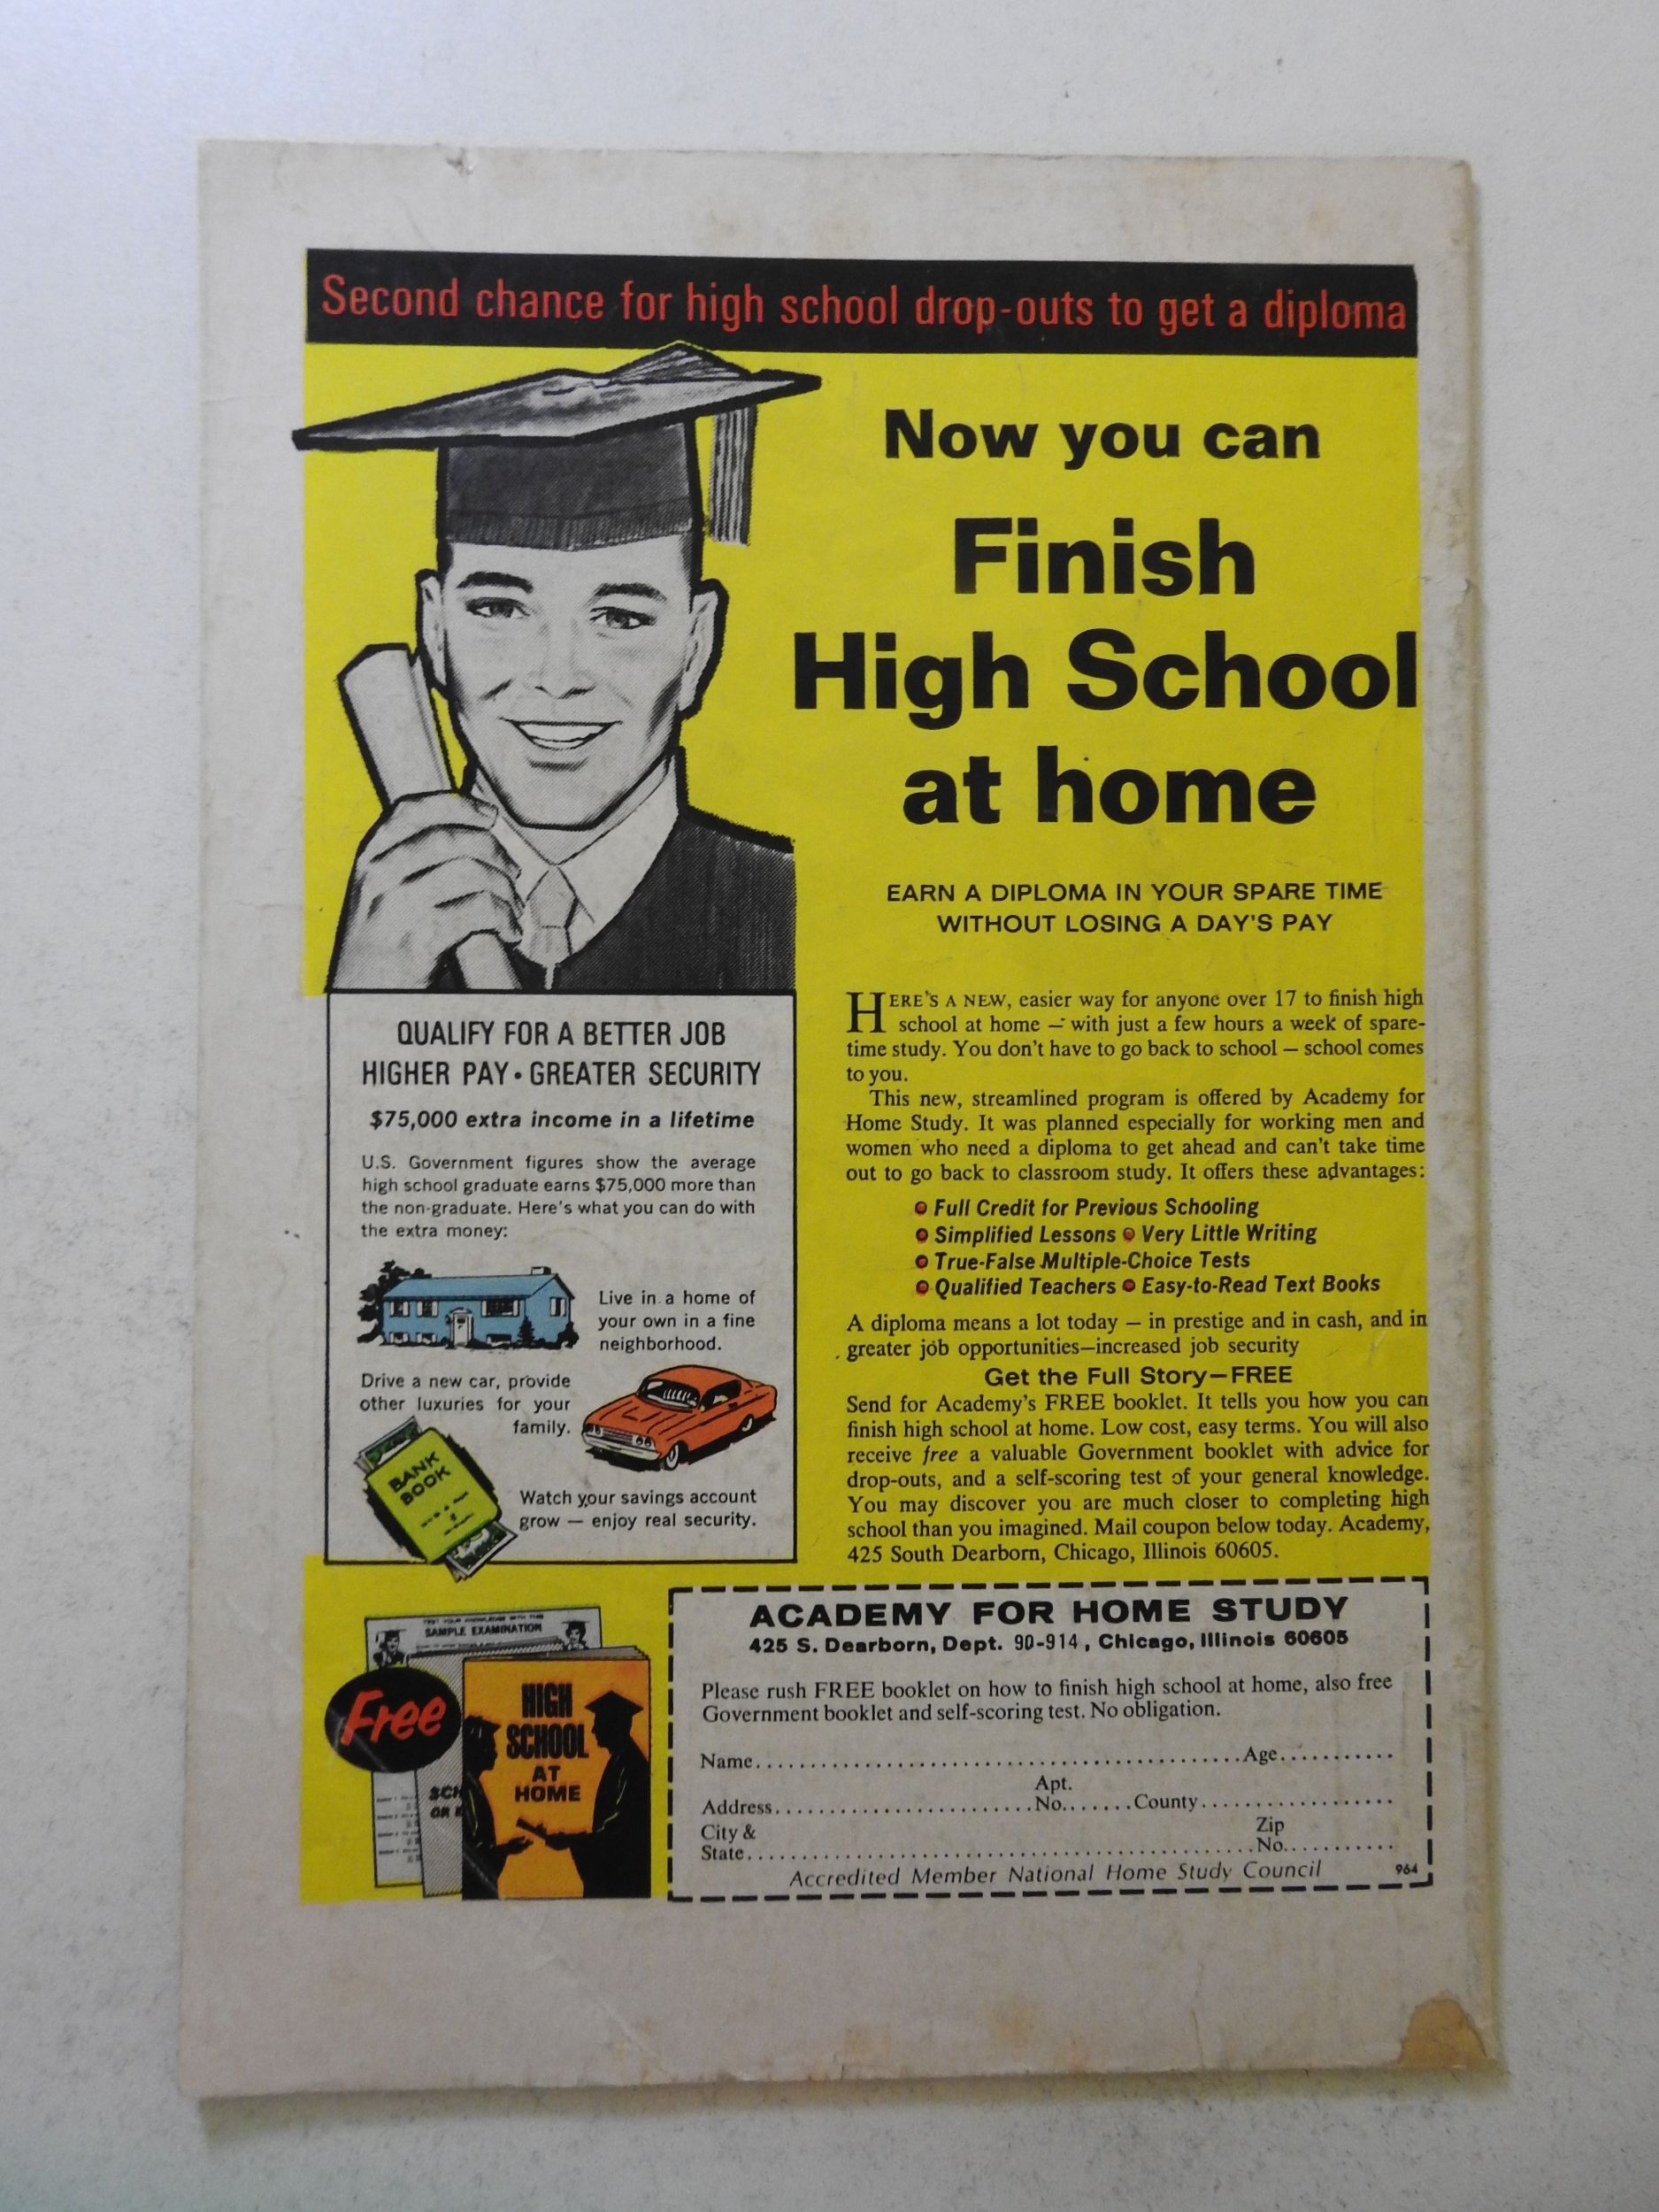 Second chance for high school drop-outs to get a diploma
Now you can
Finish
High School
at home
EARN A DIPLOMA IN YOUR SPARE TIME
WITHOUT LOSING A DAY'S PAY
HERE'S A NEW, easier way for anyone over 17 to finish high
school at home — with just a few hours a week of spare-
time study. You don't have to go back to school — school comes
to you.
This new, streamlined program is offered by Academy for
Home Study. It was planned especially for working men and
women who need a diploma to get ahead and can't take time
out to go back to classroom study. It offers these advantages:
• Full Credit for Previous Schooling
• Simplified Lessons • Very Little Writing
• True-False Multiple-Choice Tests
• Qualified Teachers • Easy-to-Read Text Books
A diploma means a lot today — in prestige and in cash, and in
greater job opportunities—increased job security
Get the Full Story—FREE
Send for Academy's FREE booklet. It tells you how you can
finish high school at home. Low cost, easy terms. You will also
receive free a valuable Government booklet with advice for
drop-outs, and a self-scoring test of your general knowledge.
You may discover you are much closer to completing high
school than you imagined. Mail coupon below today. Academy,
425 South Dearborn, Chicago, Illinois 60605.
QUALIFY FOR A BETTER JOB
HIGHER PAY • GREATER SECURITY
$75,000 extra income in a lifetime
U.S. Government figures show the average
high school graduate earns $75,000 more than
the non-graduate. Here's what you can do with
the extra money:
Live in a home of
your own in a fine
neighborhood.
Drive a new car, provide
other luxuries for your
family.
BANK
BOOK
Watch your savings account
grow — enjoy real security.
TEST YOUR KNOWLEDGE WITH THIS
SAMPLE EXAMINATION
Free
SCH
OR
HIGH
SCHOOL
AT
HOME
ACADEMY FOR HOME STUDY
425 S. Dearborn, Dept. 90-914, Chicago, Illinois 60605
Please rush FREE booklet on how to finish high school at home, also free
Government booklet and self-scoring test. No obligation.
Name.............................................Age...........
Apt.
Address........................No.......County..................
City & Zip
State..............................................No...........
Accredited Member National Home Study Council 964